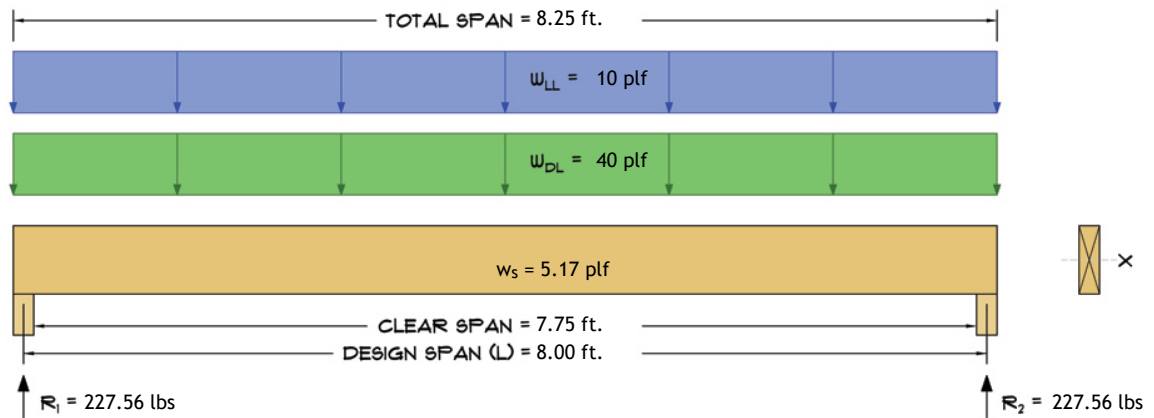 TOTAL SPAN = 8.25 ft.
WLL = 10 plf
WDL = 40 plf
ws = 5.17 plf
X
CLEAR SPAN = 7.75 ft.
DESIGN SPAN (L) = 8.00 ft.
R1 = 227.56 lbs
R2 = 227.56 lbs